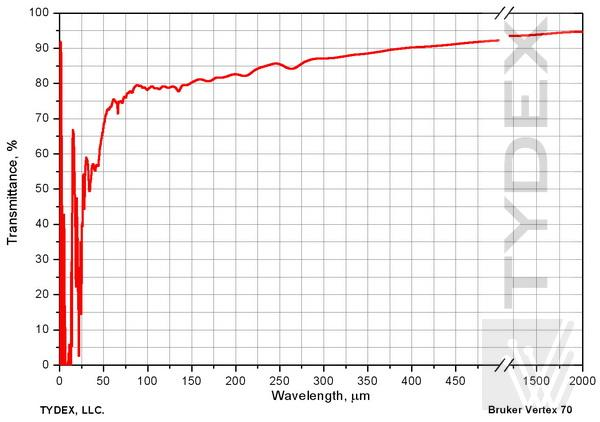 100
90
80
70
60
50
40
30
20
10
0
Transmittance, %
0 50 100 150 200 250 300 350 400 450 1500 2000
Wavelength, μm
TYDEX
TYDEX, LLC.
Bruker Vertex 70